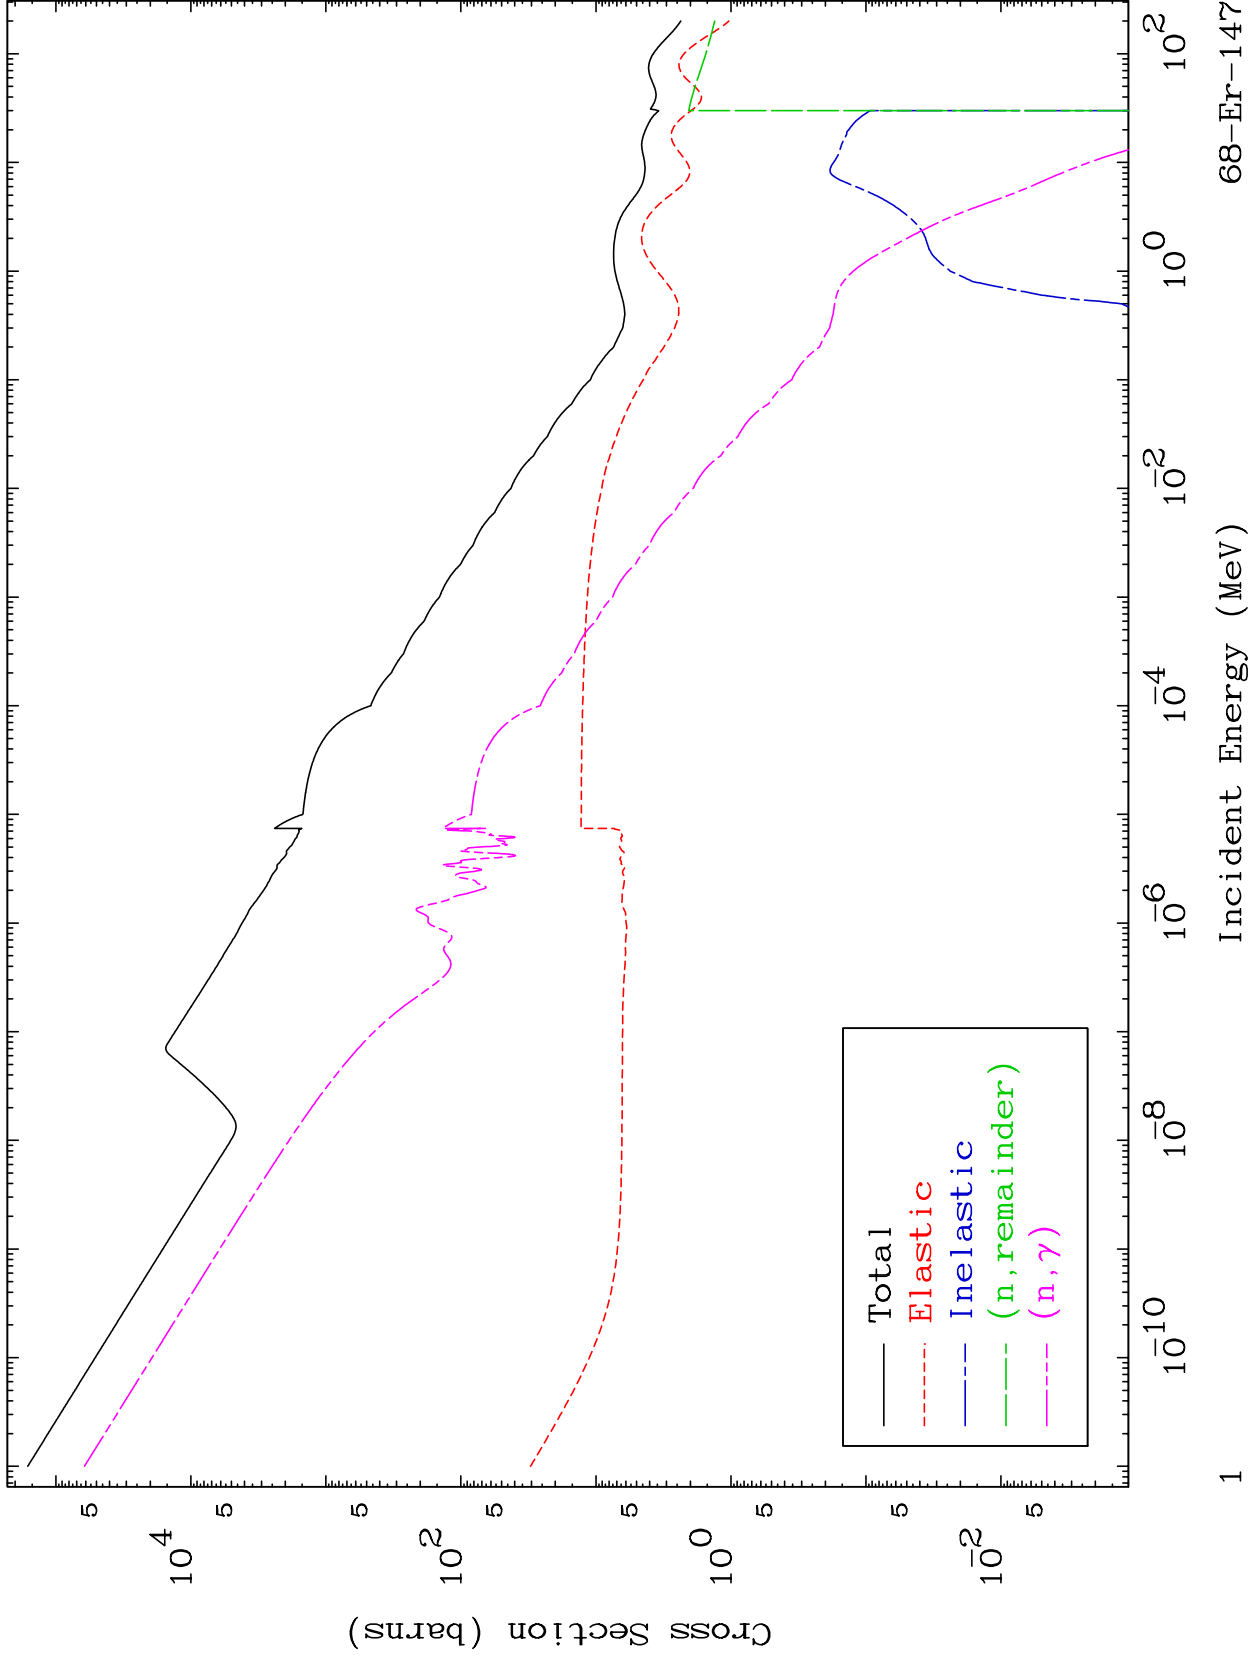 Cross Section (barns)
10^4
5
10^2
5
10^0
5
10^-2
5
5
5
5
5
10^-10
10^-8
10^-6
10^-4
10^-2
10^0
10^2
Incident Energy (MeV)
Total
Elastic
Inelastic
(n,remainder)
(n,γ)
1
68-Er-147